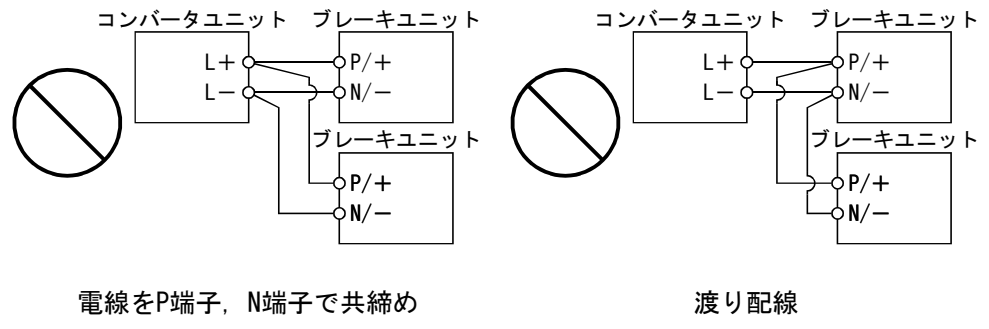 コンバータユニット ブレーキユニット
L+ P/+
L− N/−
ブレーキユニット
P/+
N/−
電線をP端子，N端子で共締め
コンバータユニット ブレーキユニット
L+ P/+
L− N/−
ブレーキユニット
P/+
N/−
渡り配線